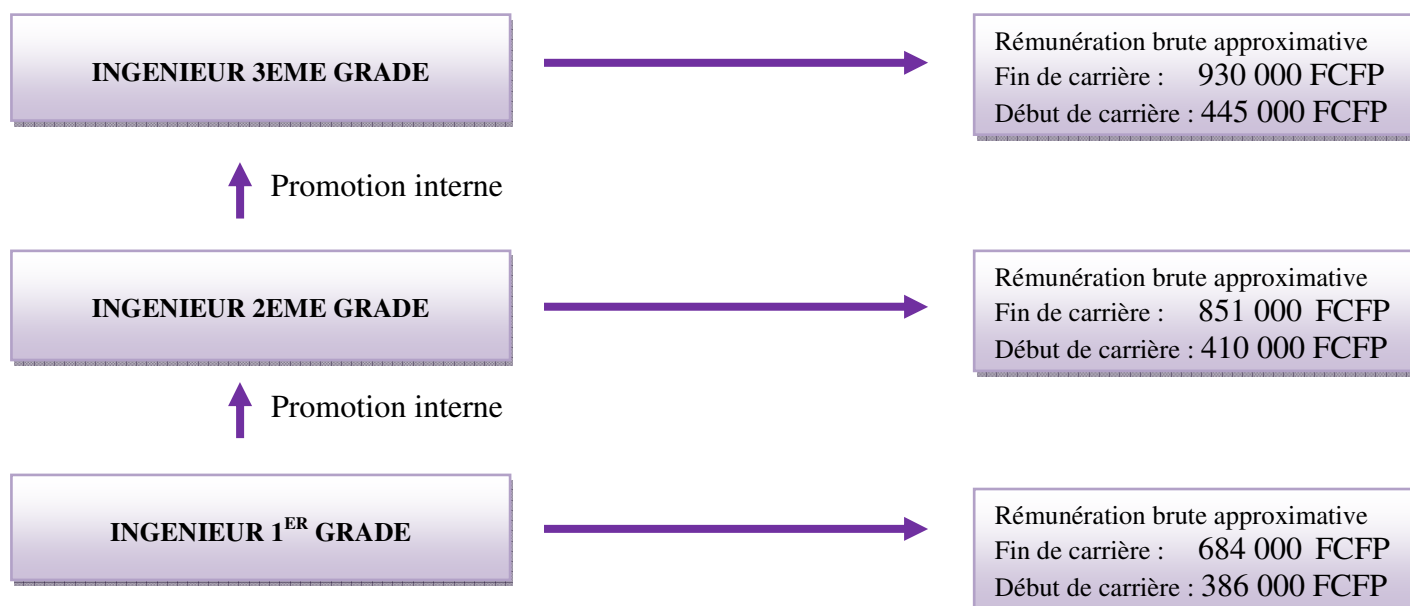 INGENIEUR 3EME GRADE
Rémunération brute approximative
Fin de carrière : 930 000 FCFP
Début de carrière : 445 000 FCFP
Promotion interne
INGENIEUR 2EME GRADE
Rémunération brute approximative
Fin de carrière : 851 000 FCFP
Début de carrière : 410 000 FCFP
Promotion interne
INGENIEUR 1ER GRADE
Rémunération brute approximative
Fin de carrière : 684 000 FCFP
Début de carrière : 386 000 FCFP